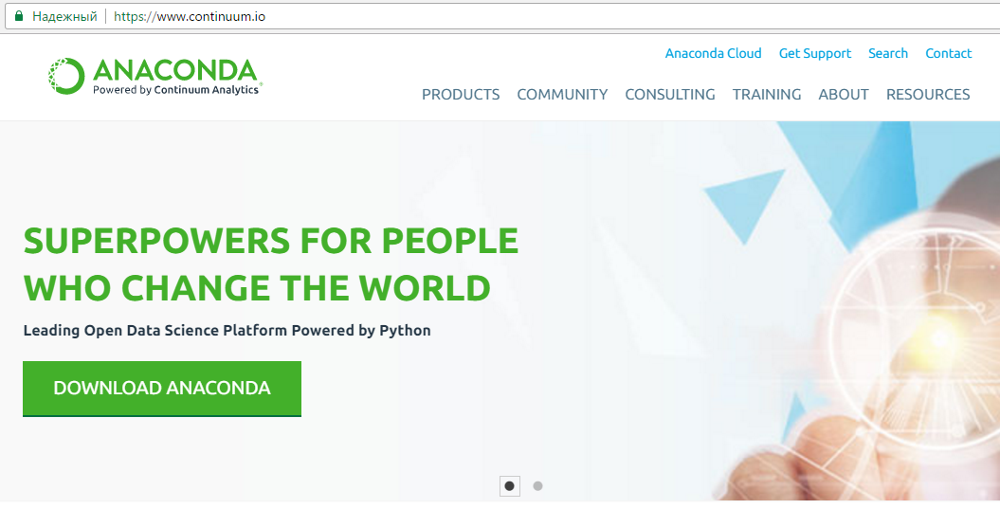 Надежный https://www.continuum.io
Anaconda Cloud Get Support Search Contact
ANACONDA
Powered by Continuum Analytics®
PRODUCTS COMMUNITY CONSULTING TRAINING ABOUT RESOURCES
SUPERPOWERS FOR PEOPLE
WHO CHANGE THE WORLD
Leading Open Data Science Platform Powered by Python
DOWNLOAD ANACONDA